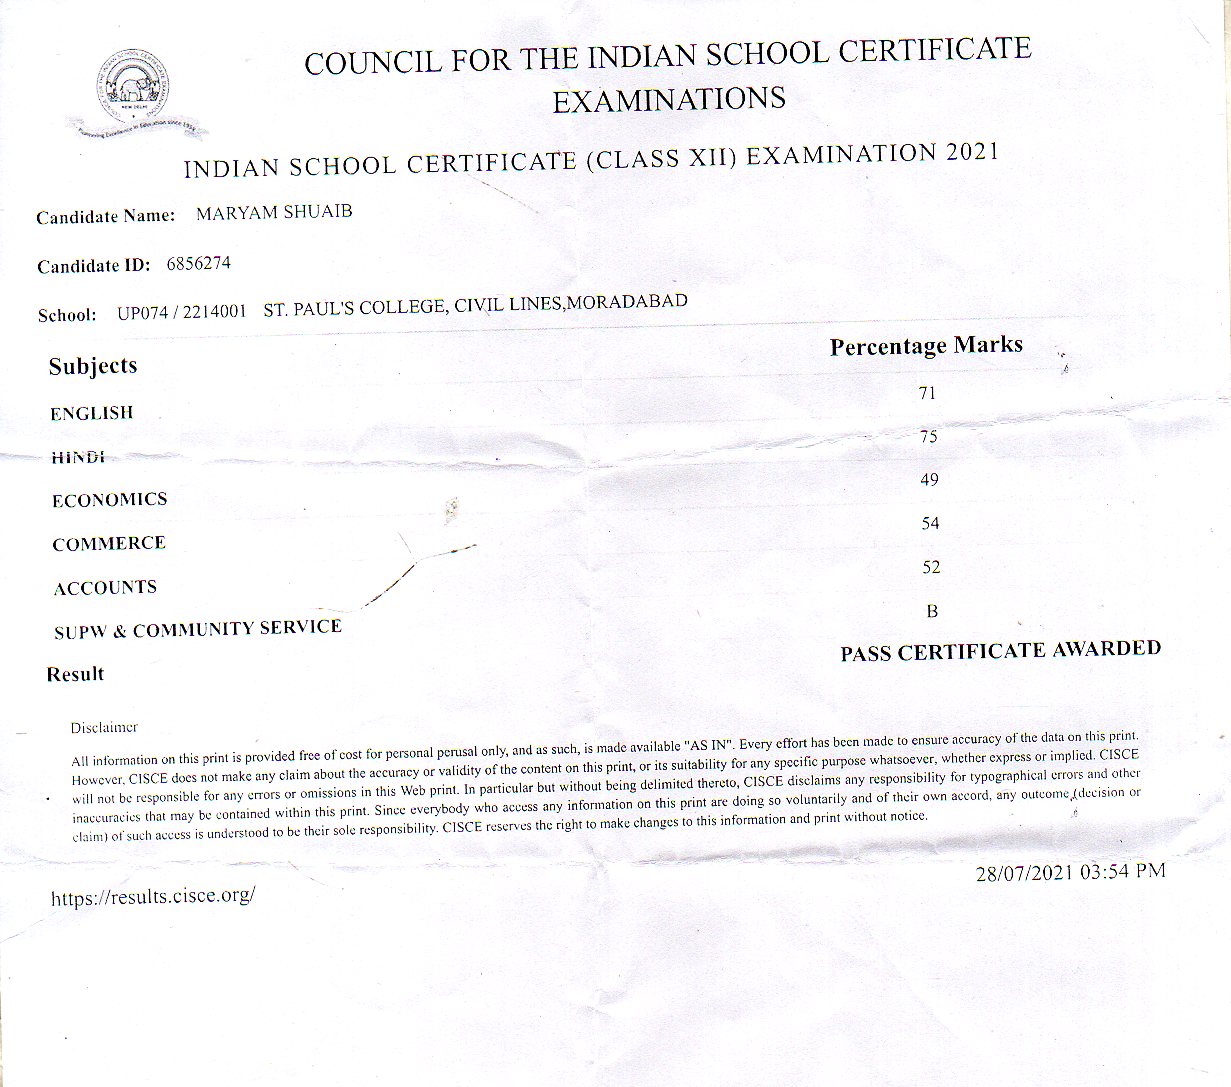 COUNCIL FOR THE INDIAN SCHOOL CERTIFICATE
EXAMINATIONS
NEW DELHI
Pioneering Excellence in Education since 1958
INDIAN SCHOOL CERTIFICATE (CLASS XII) EXAMINATION 2021
Candidate Name: MARYAM SHUAIB
Candidate ID: 6856274
School: UP074 / 2214001 ST. PAUL'S COLLEGE, CIVIL LINES,MORADABAD
Subjects Percentage Marks
ENGLISH 71
HINDI 75
ECONOMICS 49
COMMERCE 54
ACCOUNTS 52
SUPW & COMMUNITY SERVICE B
Result PASS CERTIFICATE AWARDED
Disclaimer
All information on this print is provided free of cost for personal perusal only, and as such, is made available "AS IN". Every effort has been made to ensure accuracy of the data on this print.
However, CISCE does not make any claim about the accuracy or validity of the content on this print, or its suitability for any specific purpose whatsoever, whether express or implied. CISCE
will not be responsible for any errors or omissions in this Web print. In particular but without being delimited thereto, CISCE disclaims any responsibility for typographical errors and other
inaccuracies that may be contained within this print. Since everybody who access any information on this print are doing so voluntarily and of their own accord, any outcome (decision or
claim) of such access is understood to be their sole responsibility. CISCE reserves the right to make changes to this information and print without notice.
28/07/2021 03:54 PM
https://results.cisce.org/